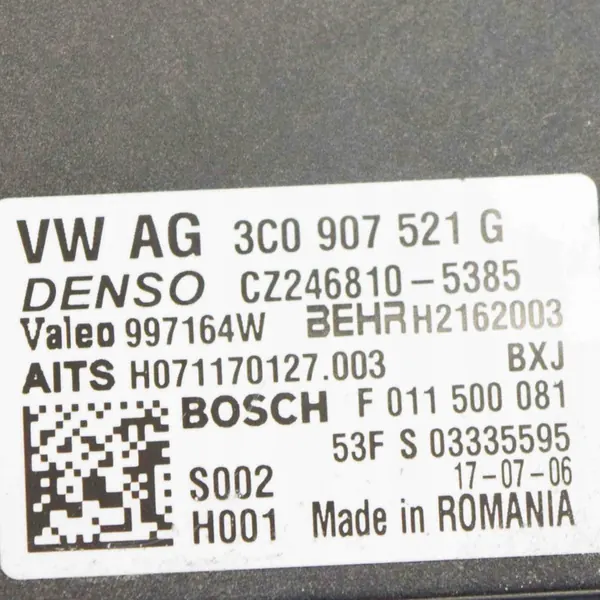 VW AG 3C0 907 521 G
DENSO CZ246810-5385
Valeo 997164W BEHR H2162003
AITS H071170127.003 BXJ
BOSCH F 011 500 081
53F S 03335595
S002 17-07-06
H001 Made in ROMANIA